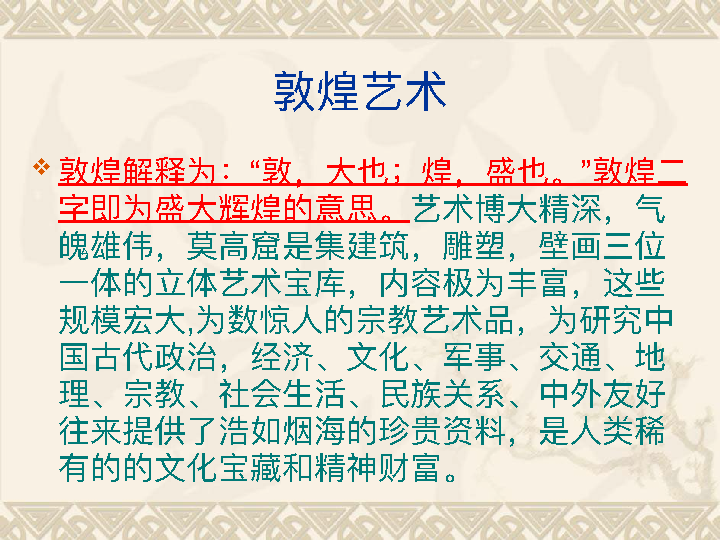 敦煌艺术
敦煌解释为：“敦，大也；煌，盛也。”敦煌二
字即为盛大辉煌的意思。艺术博大精深，气
魄雄伟，莫高窟是集建筑，雕塑，壁画三位
一体的立体艺术宝库，内容极为丰富，这些
规模宏大,为数惊人的宗教艺术品，为研究中
国古代政治，经济、文化、军事、交通、地
理、宗教、社会生活、民族关系、中外友好
往来提供了浩如烟海的珍贵资料，是人类稀
有的的文化宝藏和精神财富。